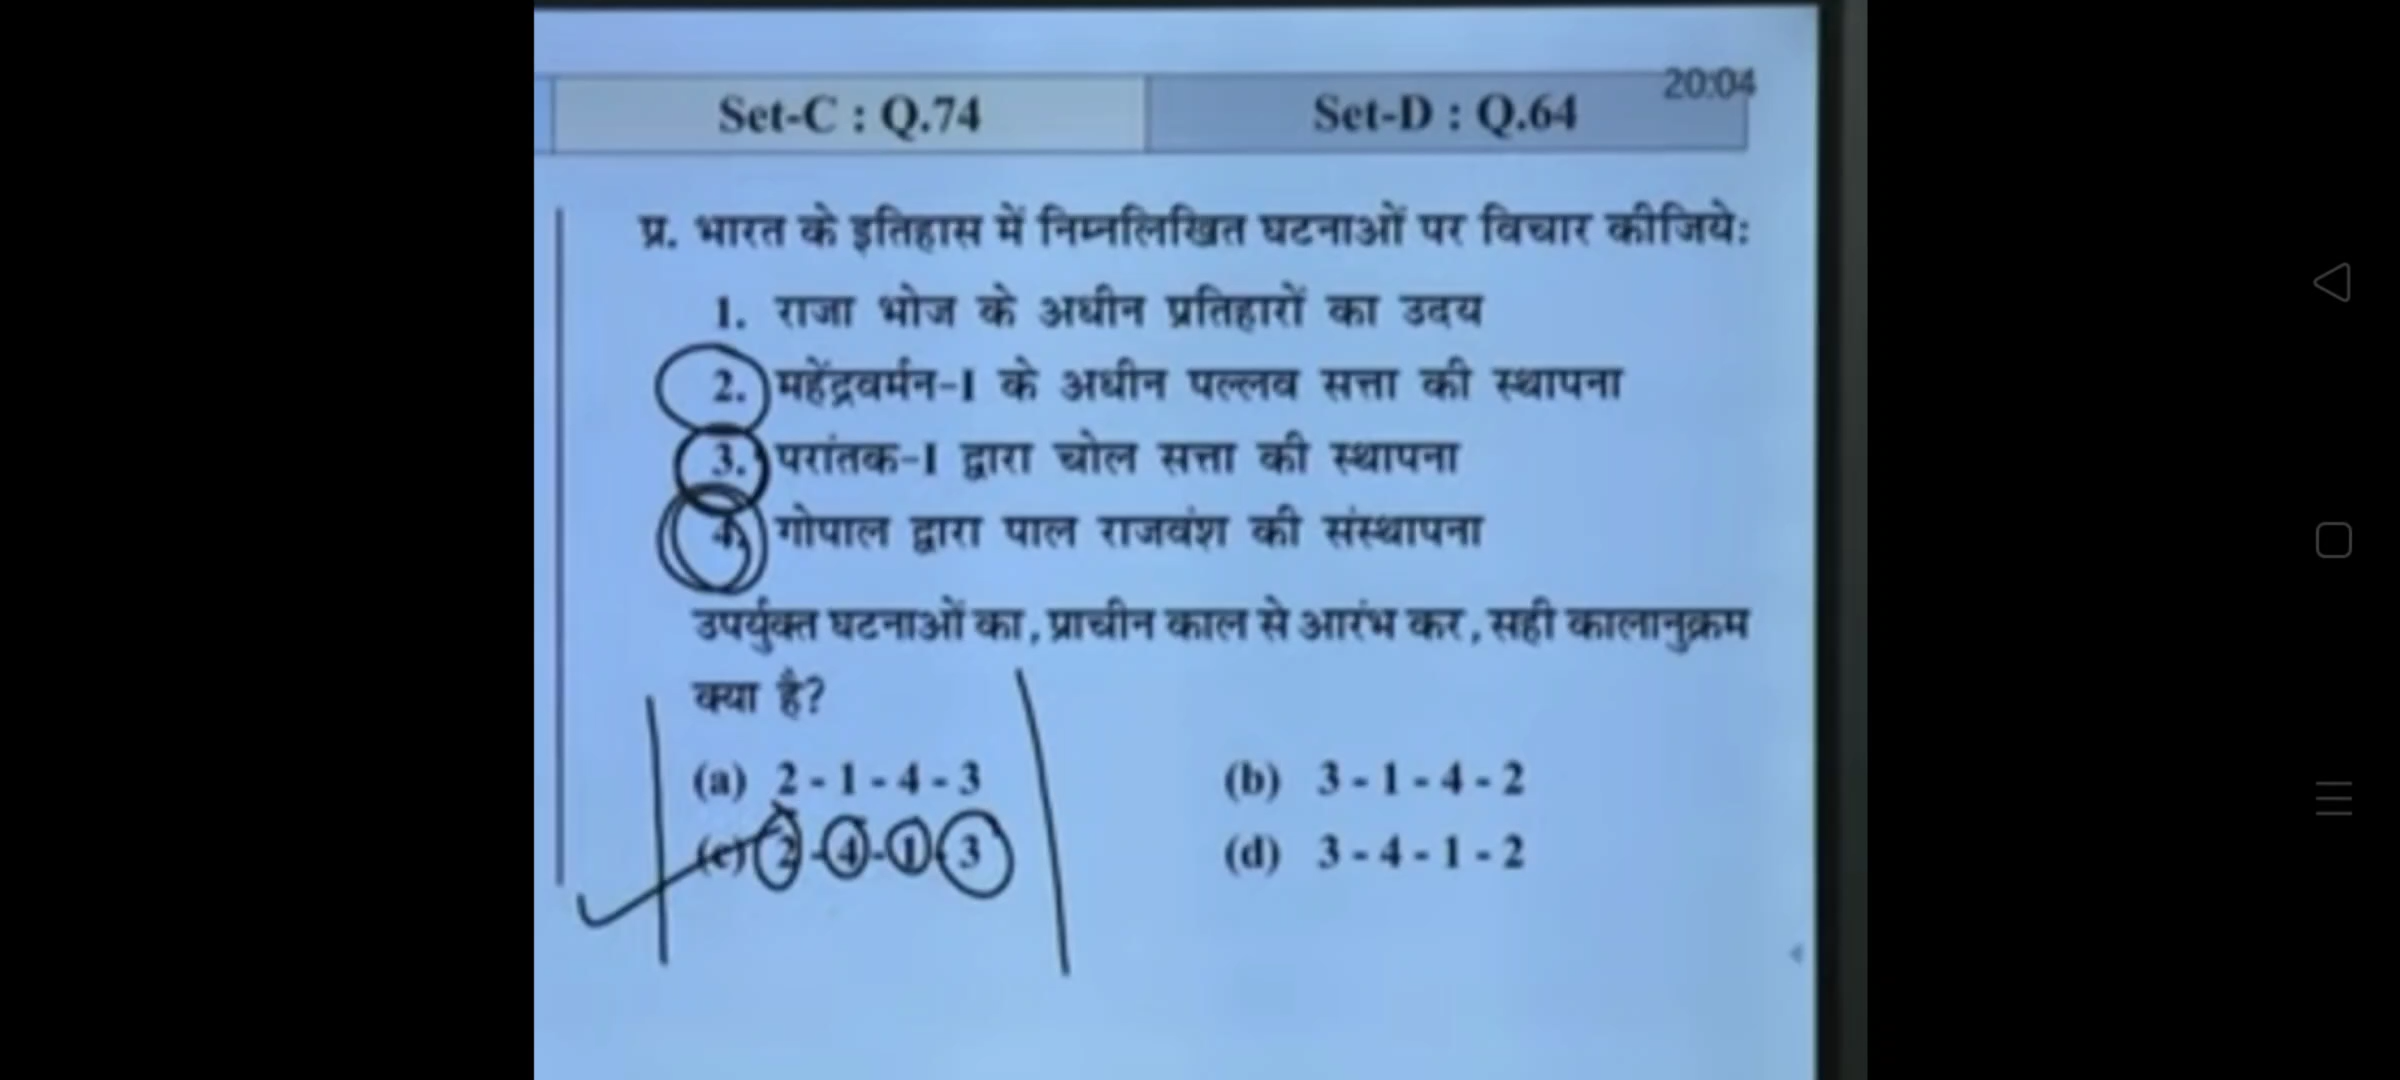 20:04
Set-C : Q.74 Set-D : Q.64
प्र. भारत के इतिहास में निम्नलिखित घटनाओं पर विचार कीजिये:
1. राजा भोज के अधीन प्रतिहारों का उदय
2. महेंद्रवर्मन-I के अधीन पल्लव सत्ता की स्थापना
3. परांतक-I द्वारा चोल सत्ता की स्थापना
4. गोपाल द्वारा पाल राजवंश की संस्थापना
उपर्युक्त घटनाओं का, प्राचीन काल से आरंभ कर, सही कालानुक्रम
क्या है?
(a) 2 - 1 - 4 - 3 (b) 3 - 1 - 4 - 2
(c) 2 - 4 - 1 - 3 (d) 3 - 4 - 1 - 2